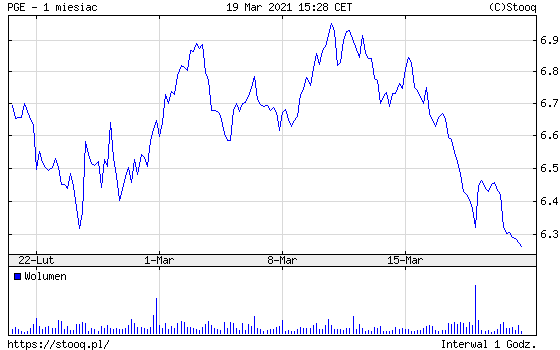 PGE - 1 miesiac 19 Mar 2021 15:28 CET (C)Stooq
6.9
6.8
6.7
6.6
6.5
6.4
6.3
22-Lut 1-Mar 8-Mar 15-Mar
Wolumen
https://stooq.pl/ Interwal 1 Godz.